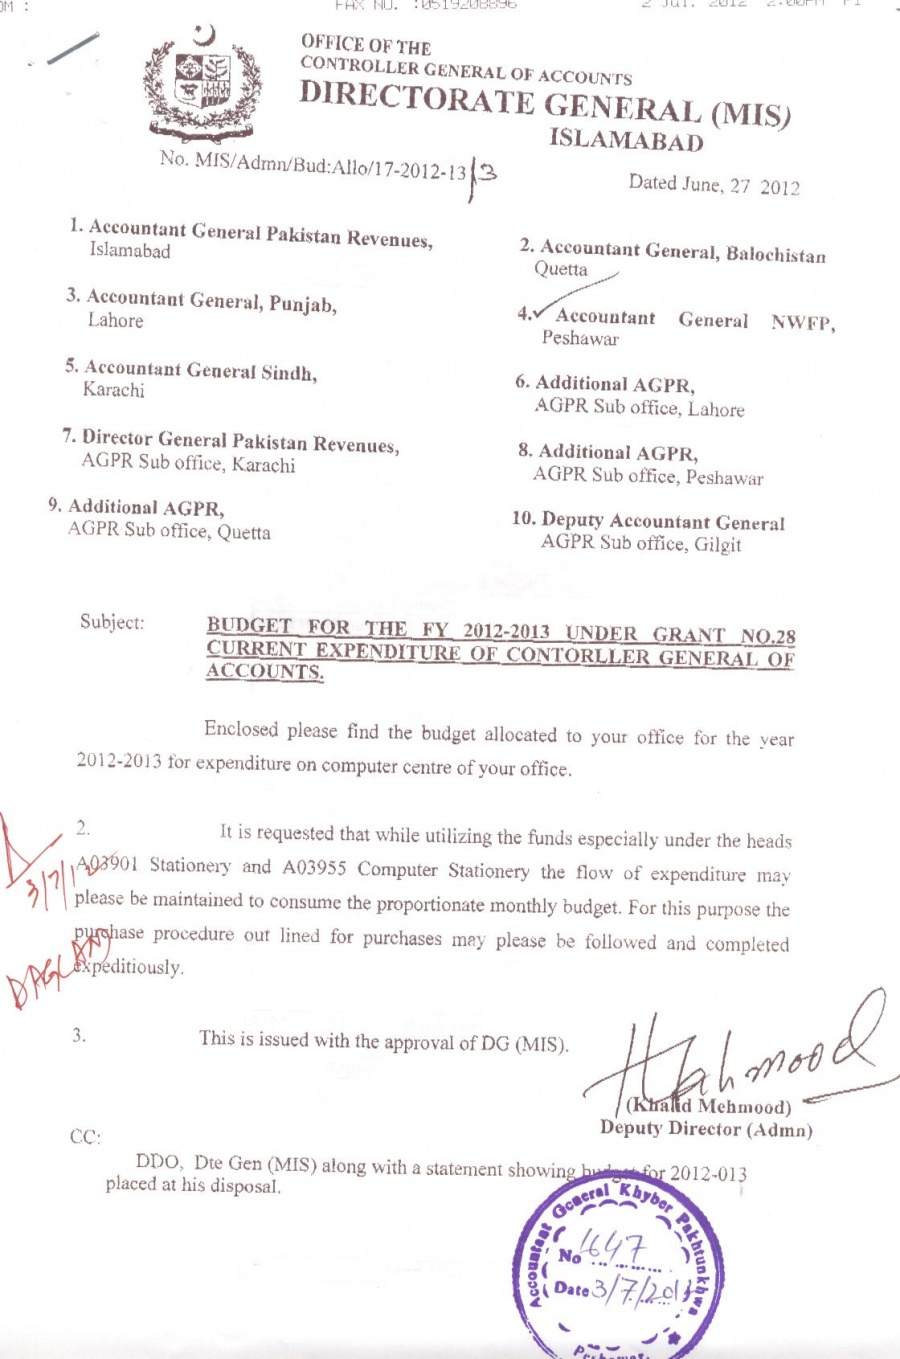 OM :
FAX NO. :0519208896
2 Jul. 2012 2:00PM P1
OFFICE OF THE
CONTROLLER GENERAL OF ACCOUNTS
DIRECTORATE GENERAL (MIS)
ISLAMABAD
No. MIS/Admn/Bud:Allo/17-2012-13/3
Dated June, 27 2012
1. Accountant General Pakistan Revenues,
Islamabad
2. Accountant General, Balochistan
Quetta
3. Accountant General, Punjab,
Lahore
4. Accountant General NWFP,
Peshawar
5. Accountant General Sindh,
Karachi
6. Additional AGPR,
AGPR Sub office, Lahore
7. Director General Pakistan Revenues,
AGPR Sub office, Karachi
8. Additional AGPR,
AGPR Sub office, Peshawar
9. Additional AGPR,
AGPR Sub office, Quetta
10. Deputy Accountant General
AGPR Sub office, Gilgit
Subject:
BUDGET FOR THE FY 2012-2013 UNDER GRANT NO.28
CURRENT EXPENDITURE OF CONTORLLER GENERAL OF
ACCOUNTS.
Enclosed please find the budget allocated to your office for the year
2012-2013 for expenditure on computer centre of your office.
2. It is requested that while utilizing the funds especially under the heads
A03901 Stationery and A03955 Computer Stationery the flow of expenditure may
please be maintained to consume the proportionate monthly budget. For this purpose the
purchase procedure out lined for purchases may please be followed and completed
expeditiously.
3/7/12
3. This is issued with the approval of DG (MIS).
(Khalid Mehmood)
Deputy Director (Admn)
CC:
DDO, Dte Gen (MIS) along with a statement showing budget for 2012-013
placed at his disposal.
Accountant General Khyber Pakhtunkhwa
No 647
Date 3/7/2012
Peshawar